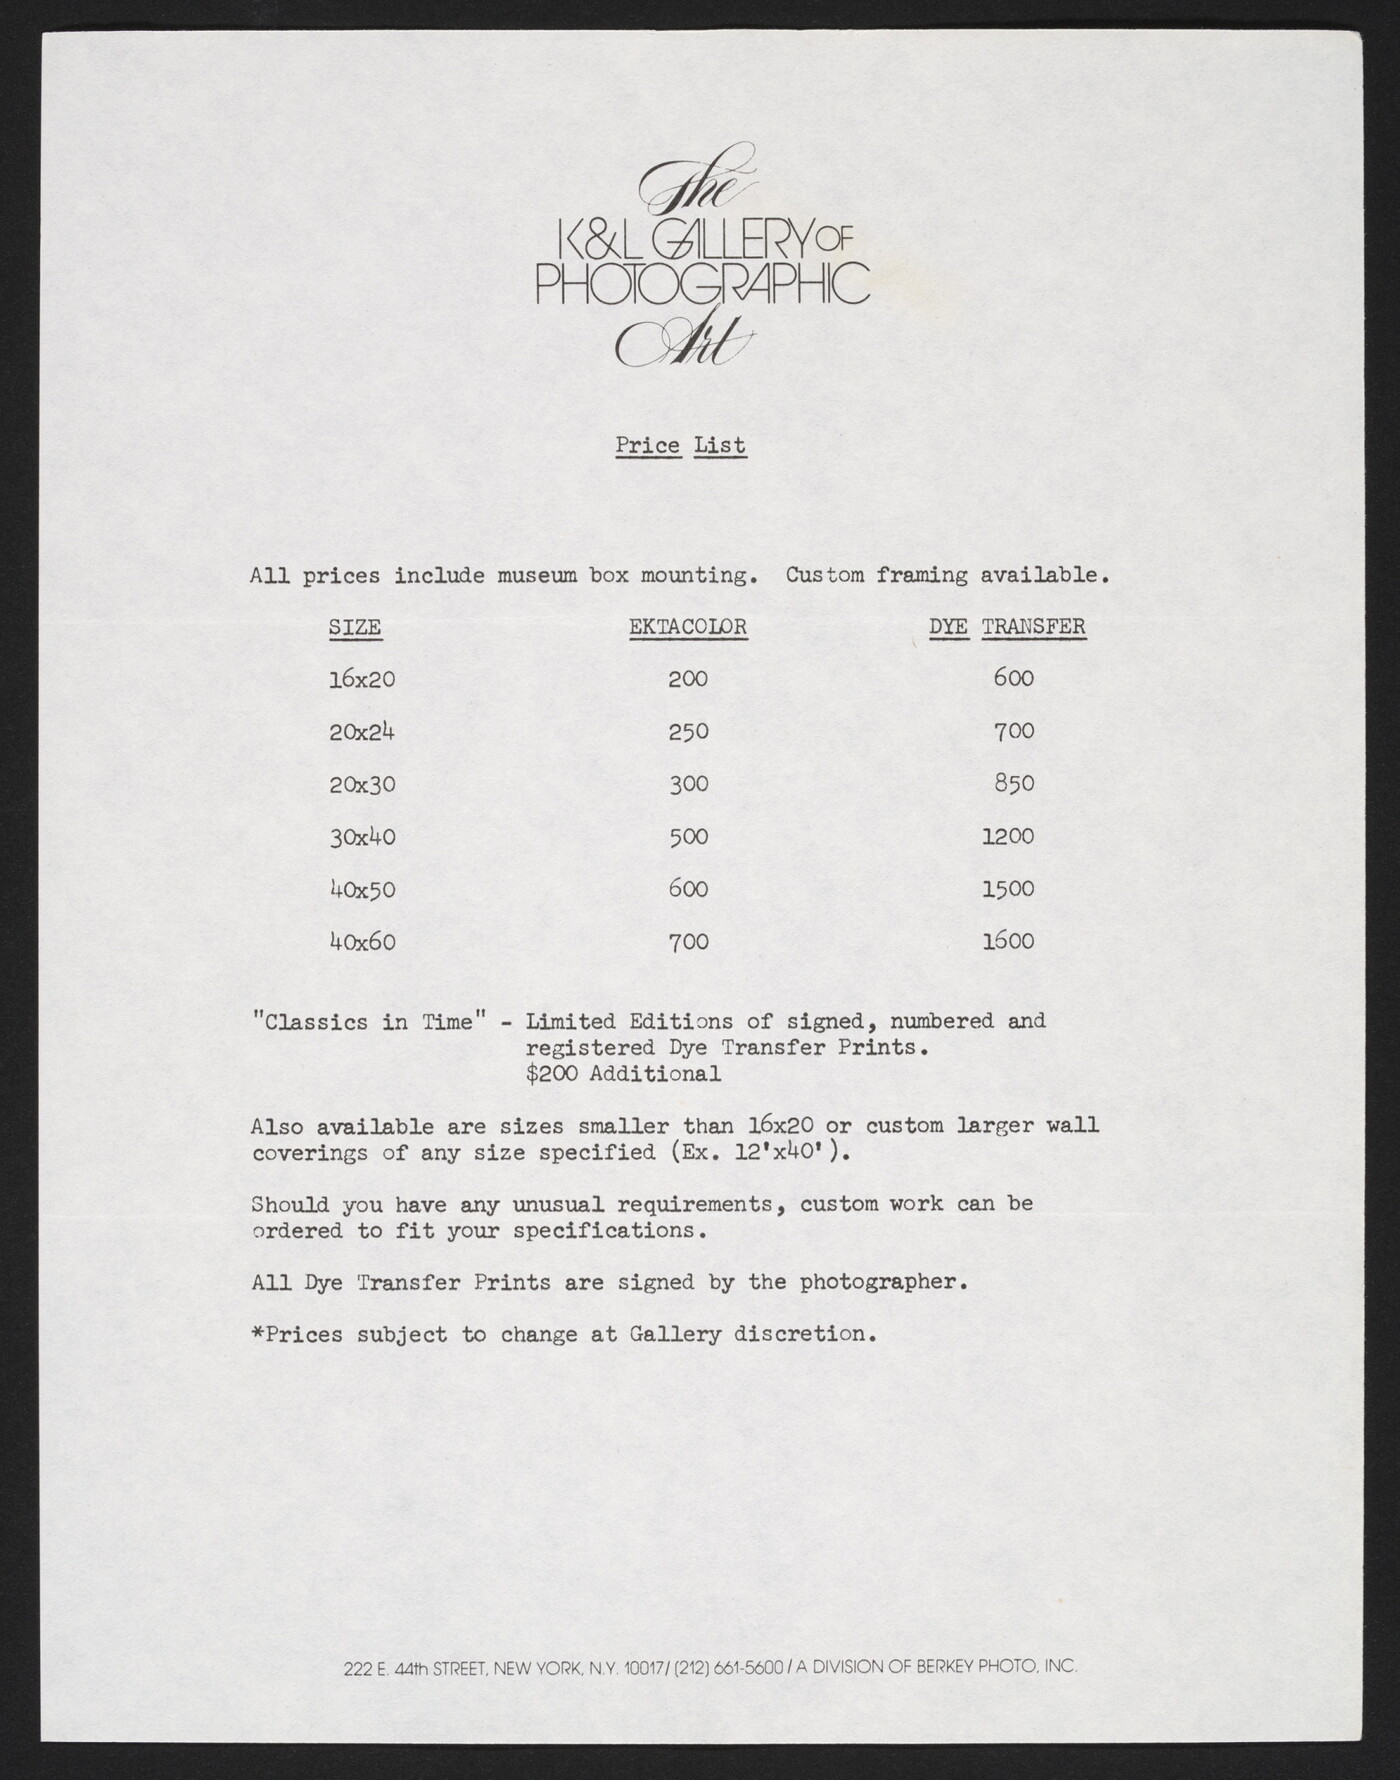 The
K&L GALLERY OF
PHOTOGRAPHIC
Art
Price List
All prices include museum box mounting. Custom framing available.
SIZE EKTACOLOR DYE TRANSFER
16x20 200 600
20x24 250 700
20x30 300 850
30x40 500 1200
40x50 600 1500
40x60 700 1600
"Classics in Time" - Limited Editions of signed, numbered and
registered Dye Transfer Prints.
$200 Additional
Also available are sizes smaller than 16x20 or custom larger wall
coverings of any size specified (Ex. 12'x40').
Should you have any unusual requirements, custom work can be
ordered to fit your specifications.
All Dye Transfer Prints are signed by the photographer.
*Prices subject to change at Gallery discretion.
222 E. 44th STREET, NEW YORK, N.Y. 10017/ (212) 661-5600 / A DIVISION OF BERKEY PHOTO, INC.